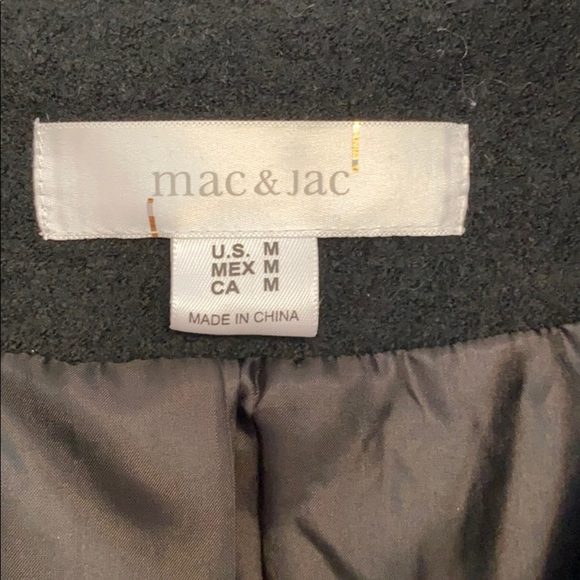 mac & jac
U.S. M
MEX M
CA M
MADE IN CHINA